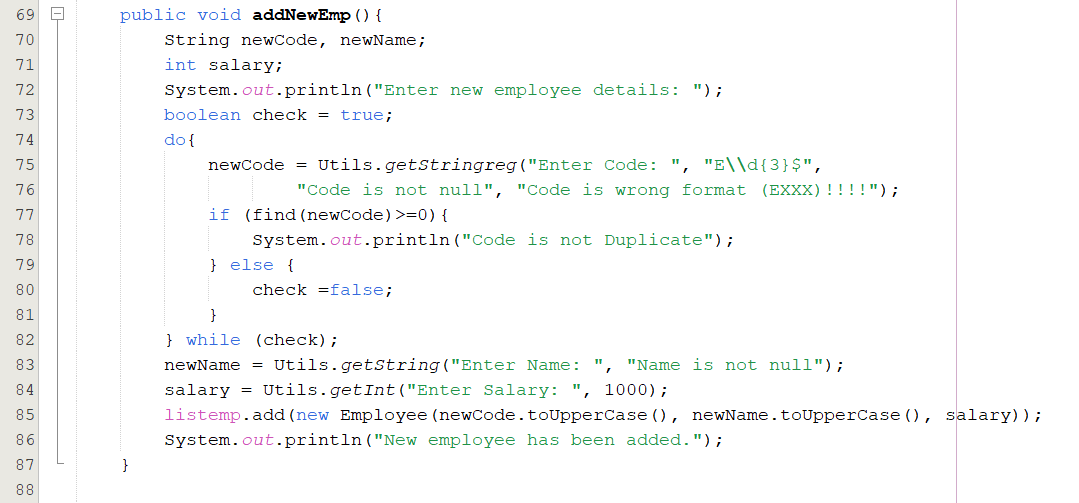 69 public void addNewEmp(){
70 String newCode, newName;
71 int salary;
72 System.out.println("Enter new employee details: ");
73 boolean check = true;
74 do{
75 newCode = Utils.getStringreg("Enter Code: ", "E\\d{3}$",
76 "Code is not null", "Code is wrong format (EXXX)!!!!");
77 if (find(newCode)>=0){
78 System.out.println("Code is not Duplicate");
79 } else {
80 check =false;
81 }
82 } while (check);
83 newName = Utils.getString("Enter Name: ", "Name is not null");
84 salary = Utils.getInt("Enter Salary: ", 1000);
85 listemp.add(new Employee(newCode.toUpperCase(), newName.toUpperCase(), salary));
86 System.out.println("New employee has been added.");
87 }
88